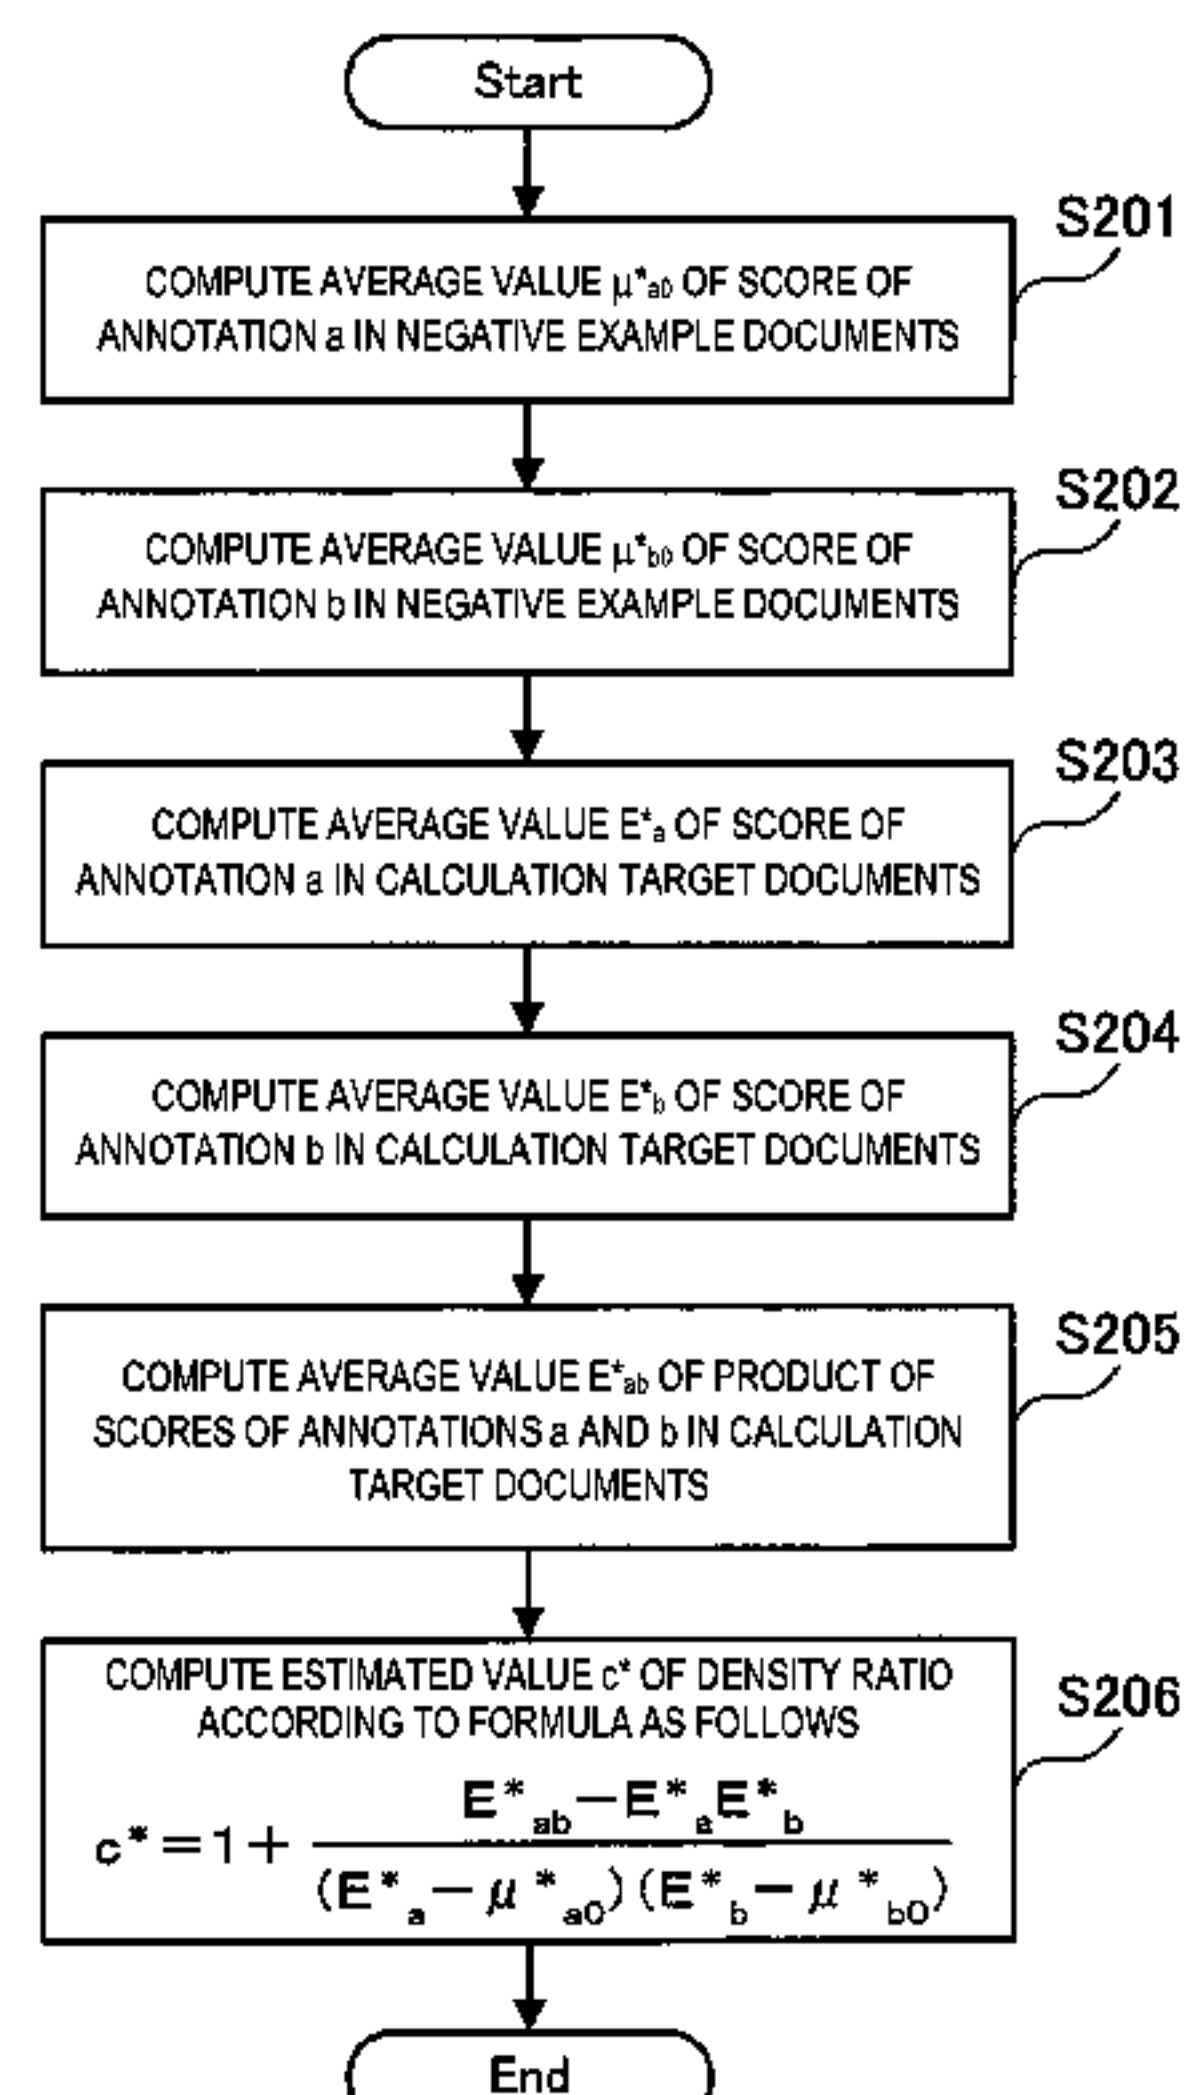 Start
S201
COMPUTE AVERAGE VALUE μ*a0 OF SCORE OF
ANNOTATION a IN NEGATIVE EXAMPLE DOCUMENTS
S202
COMPUTE AVERAGE VALUE μ*b0 OF SCORE OF
ANNOTATION b IN NEGATIVE EXAMPLE DOCUMENTS
S203
COMPUTE AVERAGE VALUE E*a OF SCORE OF
ANNOTATION a IN CALCULATION TARGET DOCUMENTS
S204
COMPUTE AVERAGE VALUE E*b OF SCORE OF
ANNOTATION b IN CALCULATION TARGET DOCUMENTS
S205
COMPUTE AVERAGE VALUE E*ab OF PRODUCT OF
SCORES OF ANNOTATIONS a AND b IN CALCULATION
TARGET DOCUMENTS
S206
COMPUTE ESTIMATED VALUE c* OF DENSITY RATIO
ACCORDING TO FORMULA AS FOLLOWS
E*ab−E*aE*b
c*=1+
(E*a−μ*a0)(E*b−μ*b0)
End